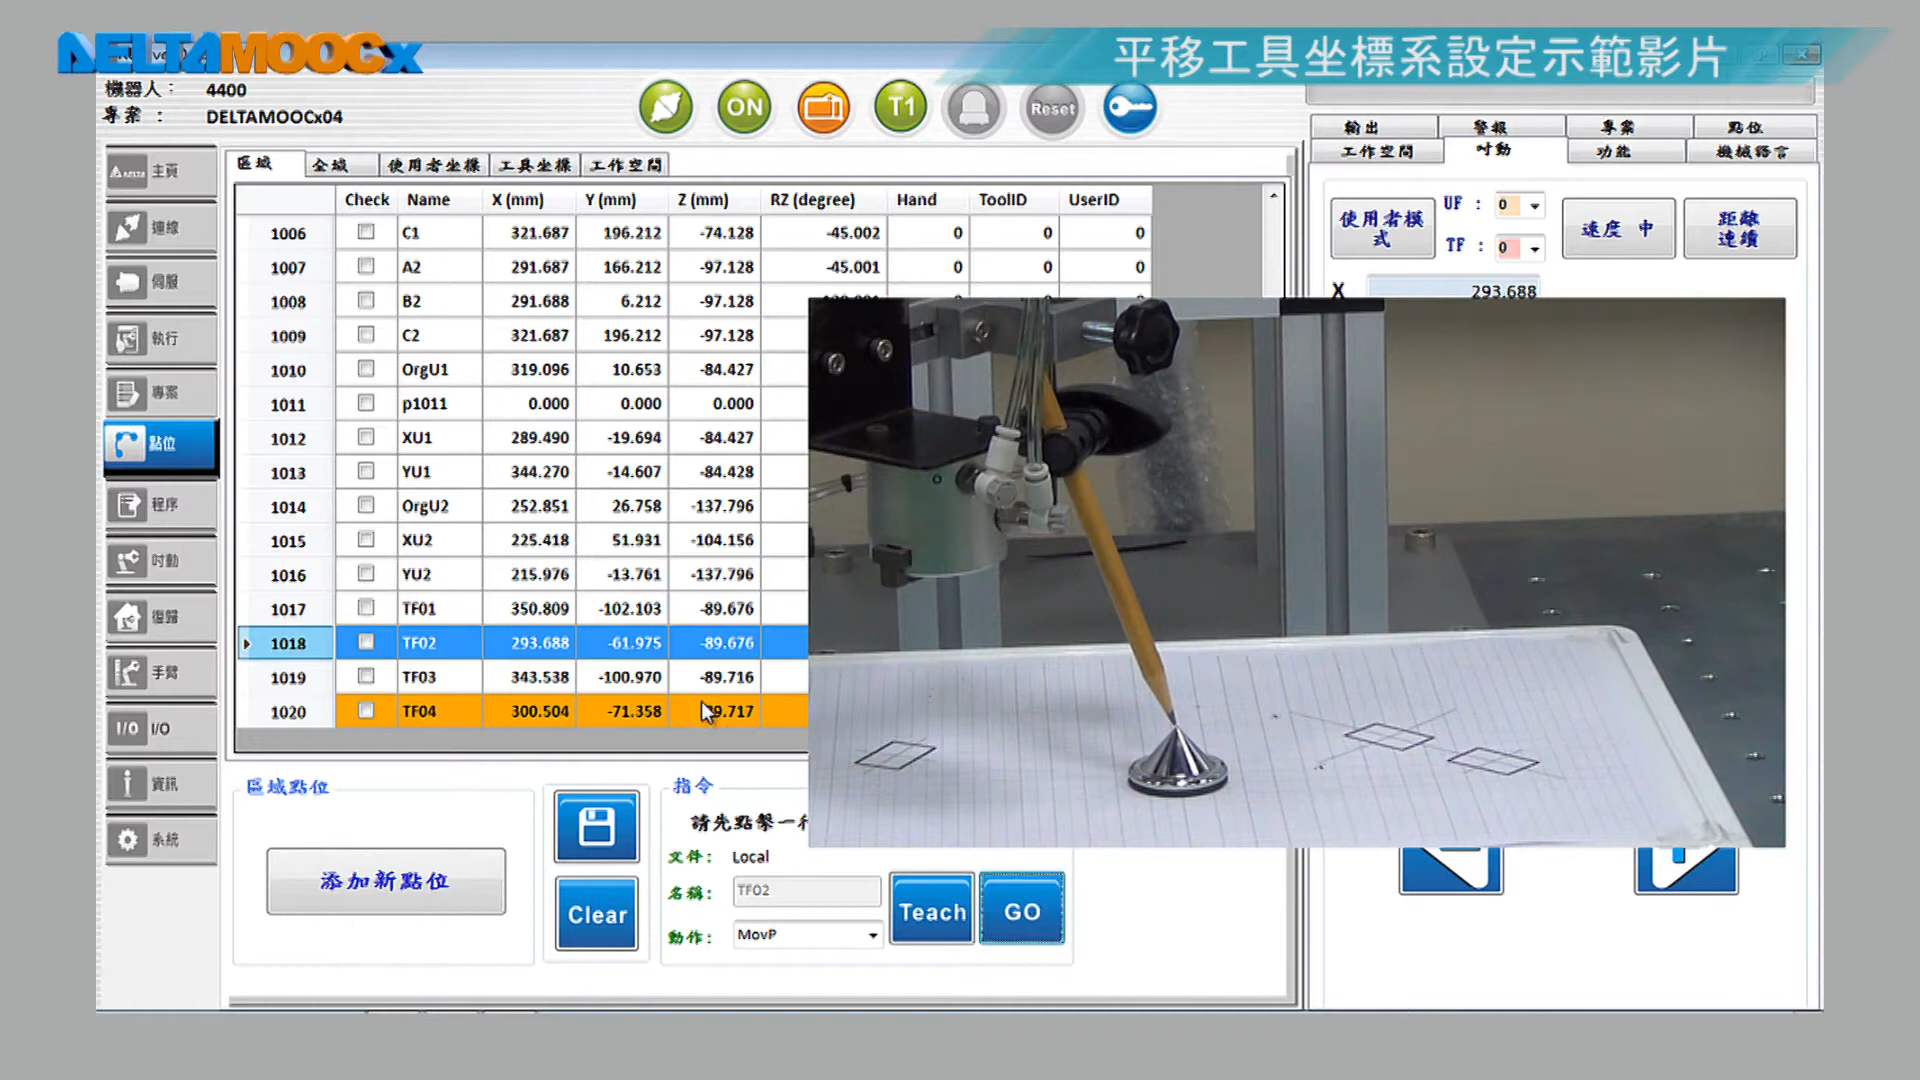 DELTAMOOCx
平移工具坐標系設定示範影片
機器人： 4400
專案 ： DELTAMOOCx04
ON
T1
Reset
輸出 警報 專案 點位
工作空間 吋動 功能 機械語言
區域 全域 使用者坐標 工具坐標 工作空間
主頁
連線
伺服
執行
專案
點位
程序
吋動
復歸
手臂
I/O I/O
資訊
系統
Check Name X (mm) Y (mm) Z (mm) RZ (degree) Hand ToolID UserID
1006 C1 321.687 196.212 -74.128 -45.002 0 0 0
1007 A2 291.687 166.212 -97.128 -45.001 0 0 0
1008 B2 291.688 6.212 -97.128
1009 C2 321.687 196.212 -97.128
1010 OrgU1 319.096 10.653 -84.427
1011 p1011 0.000 0.000 0.000
1012 XU1 289.490 -19.694 -84.427
1013 YU1 344.270 -14.607 -84.428
1014 OrgU2 252.851 26.758 -137.796
1015 XU2 225.418 51.931 -104.156
1016 YU2 215.976 -13.761 -137.796
1017 TF01 350.809 -102.103 -89.676
1018 TF02 293.688 -61.975 -89.676
1019 TF03 343.538 -100.970 -89.716
1020 TF04 300.504 -71.358 9.717
使用者模式
UF : 0
TF : 0
速度 中
距離
連續
X 293.688
區域點位
添加新點位
Clear
指令
請先點擊一行
文件: Local
名稱: TF02
動作: MovP
Teach
GO